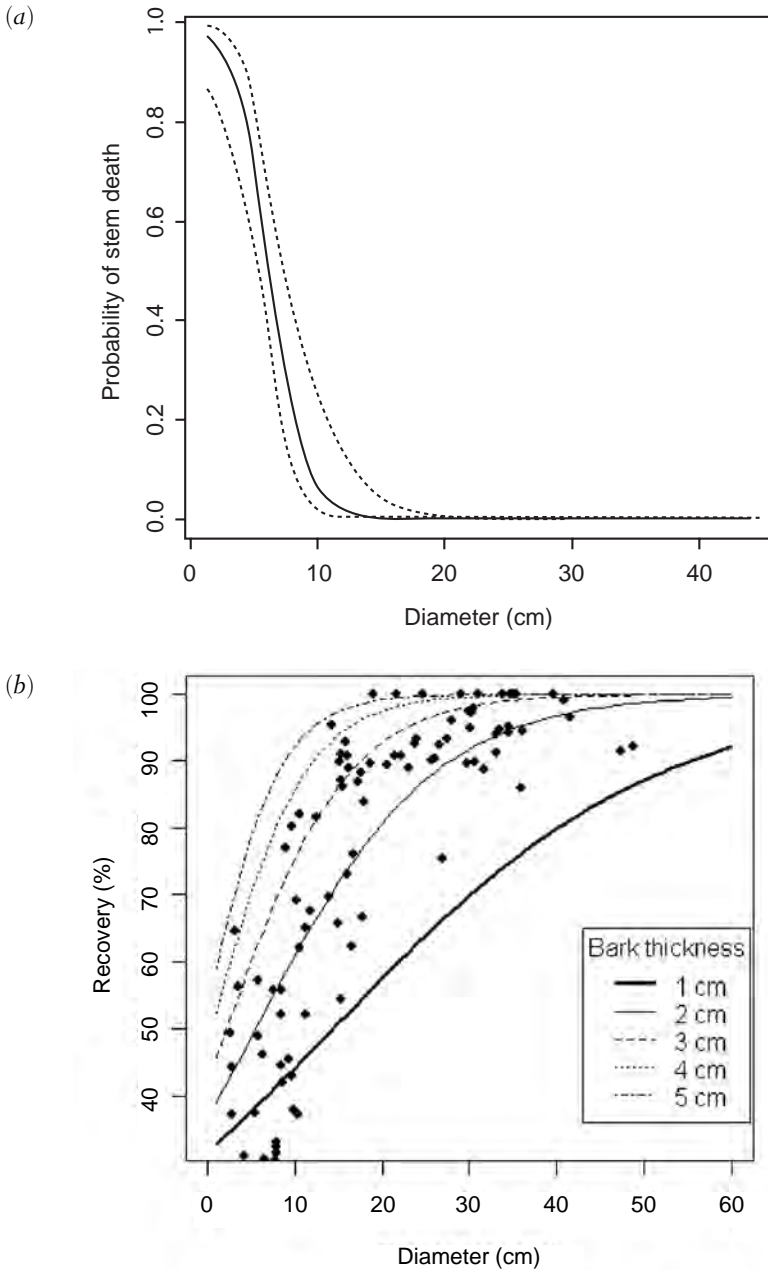 (a)
1.0
0.8
0.6
0.4
0.2
0.0
Probability of stem death
0 10 20 30 40
Diameter (cm)
(b)
100
90
80
70
60
50
40
Recovery (%)
Bark thickness
1 cm
2 cm
3 cm
4 cm
5 cm
0 10 20 30 40 50 60
Diameter (cm)